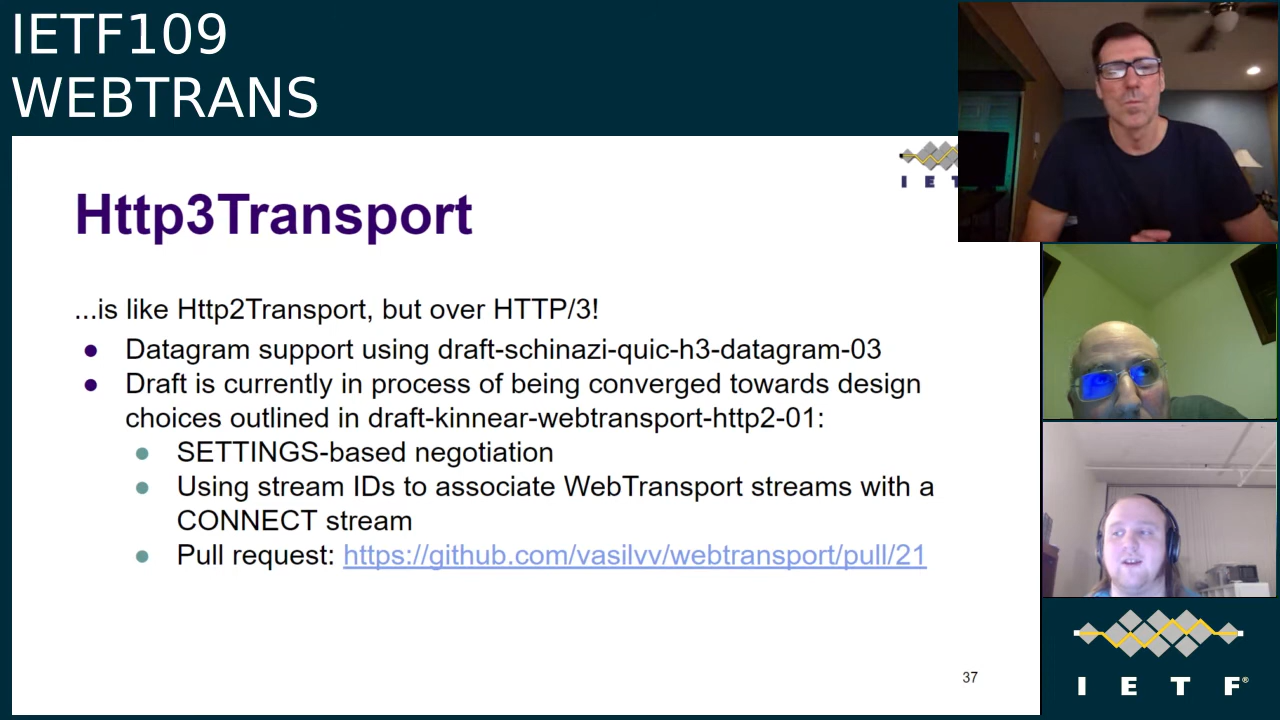 IETF109
WEBTRANS
I E T
Http3Transport
...is like Http2Transport, but over HTTP/3!
● Datagram support using draft-schinazi-quic-h3-datagram-03
● Draft is currently in process of being converged towards design
choices outlined in draft-kinnear-webtransport-http2-01:
● SETTINGS-based negotiation
● Using stream IDs to associate WebTransport streams with a
CONNECT stream
● Pull request: https://github.com/vasilvv/webtransport/pull/21
37
I E T F®